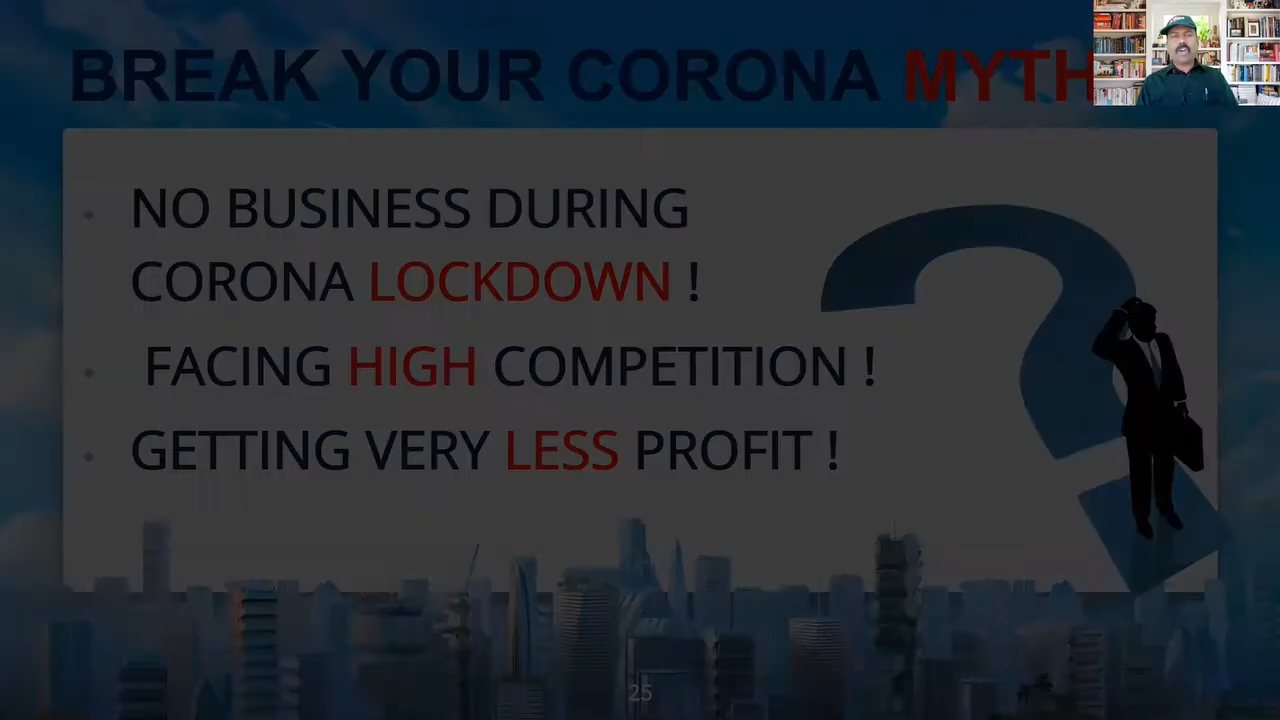 BREAK YOUR CORONA MYTH
NO BUSINESS DURING
CORONA LOCKDOWN !
FACING HIGH COMPETITION !
GETTING VERY LESS PROFIT !
25